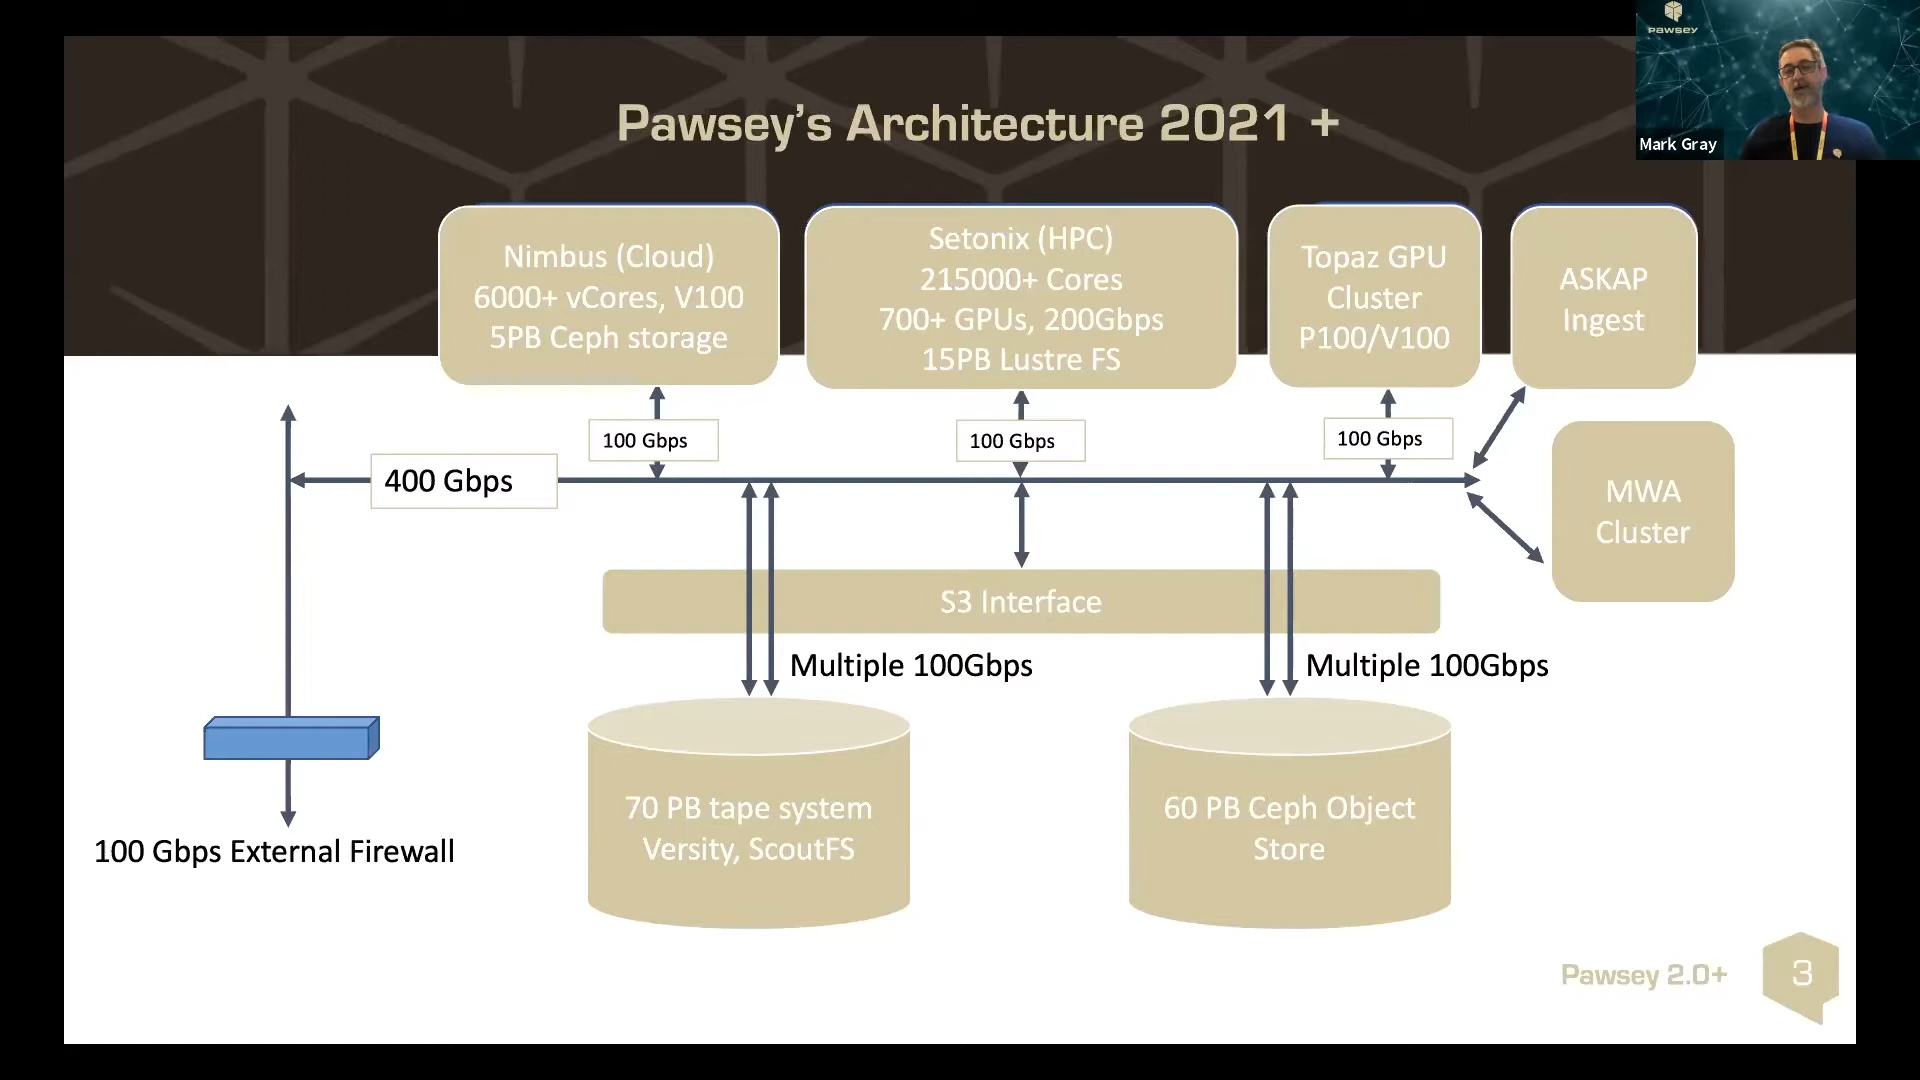 pawsey
Mark Gray
Pawsey's Architecture 2021 +
Nimbus (Cloud)
6000+ vCores, V100
5PB Ceph storage
Setonix (HPC)
215000+ Cores
700+ GPUs, 200Gbps
15PB Lustre FS
Topaz GPU
Cluster
P100/V100
ASKAP
Ingest
100 Gbps
100 Gbps
100 Gbps
400 Gbps
MWA
Cluster
S3 Interface
Multiple 100Gbps
Multiple 100Gbps
70 PB tape system
Versity, ScoutFS
60 PB Ceph Object
Store
100 Gbps External Firewall
Pawsey 2.0+
3